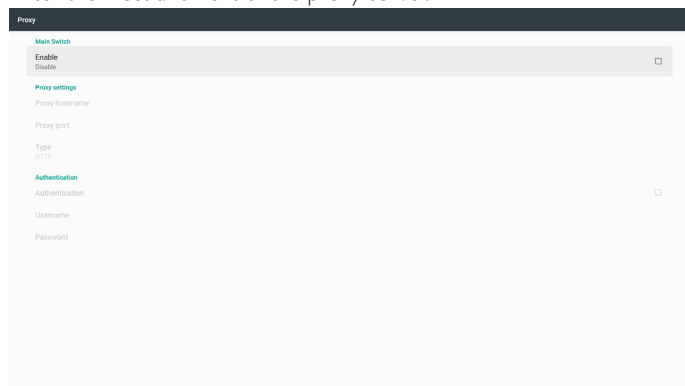 Proxy
Main Switch
Enable
Disable
Proxy settings
Proxy hostname
Proxy port
Type
HTTP
Authentication
Authentication
Username
Password